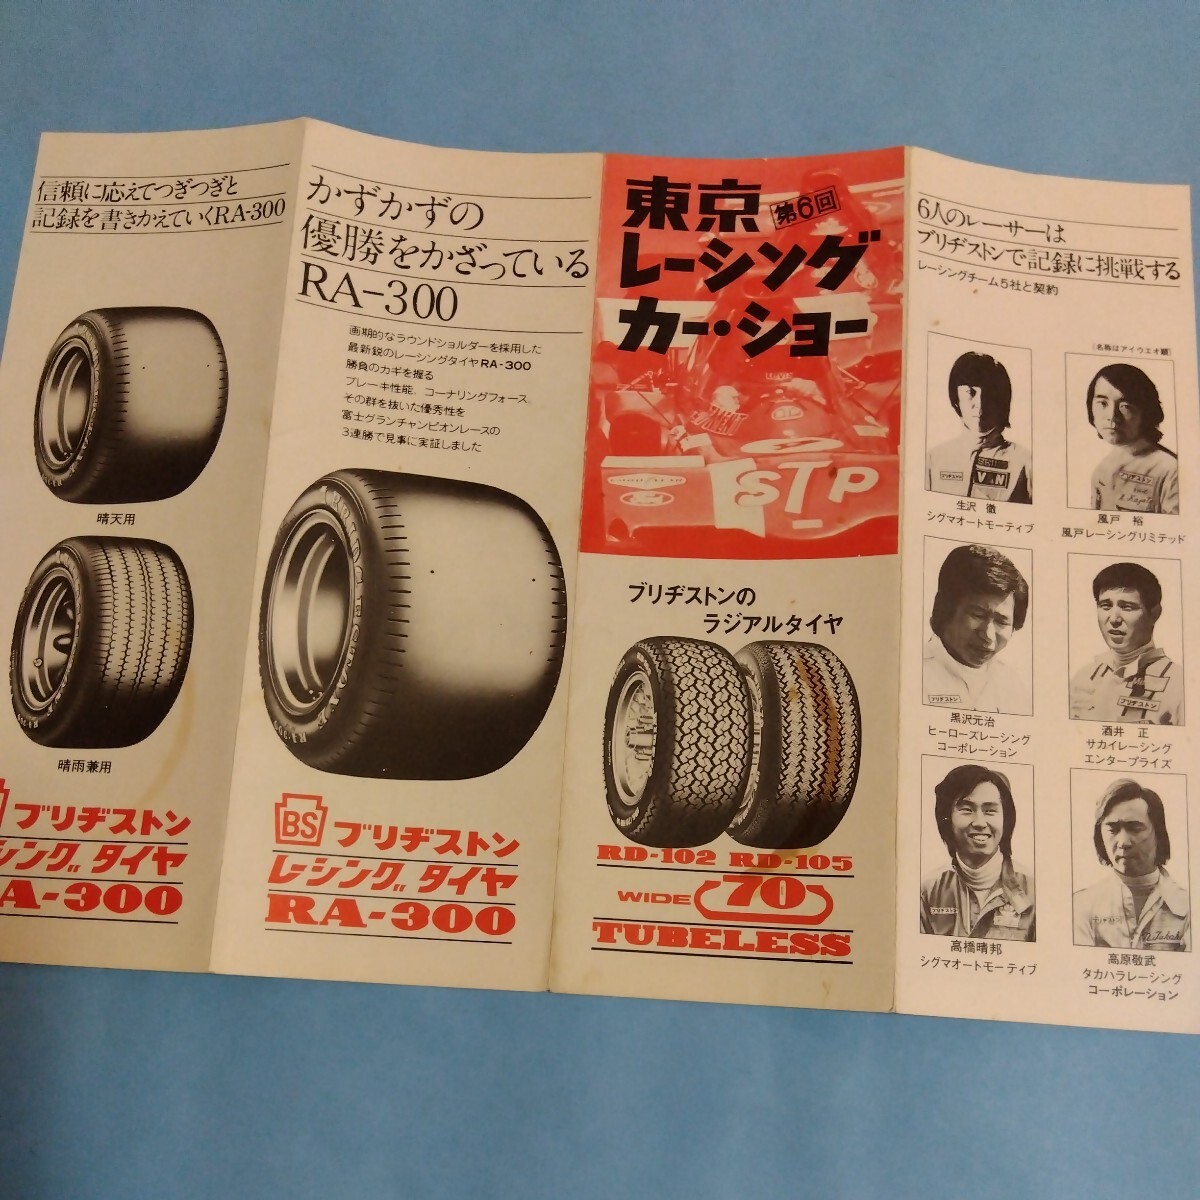 信頼に応えてつぎつぎと
記録を書きかえていくRA-300
晴天用
晴雨兼用
ブリヂストン
シング タイヤ
A-300
かずかずの
優勝をかざっている
RA-300
画期的なラウンドショルダーを採用した
最新鋭のレーシングタイヤRA-300
勝負のカギを握る
ブレーキ性能、コーナリングフォース。
その群を抜いた優秀性を
富士グランチャンピオンレースの
3連勝で見事に実証しました
BS
ブリヂストン
レーシング タイヤ
RA-300
東京
第6回
レーシング
カー・ショー
STP
ブリヂストンの
ラジアルタイヤ
RD-102 RD-105
WIDE 70
TUBELESS
6人のレーサーは
ブリヂストンで記録に挑戦する
レーシングチーム5社と契約
(名称はアイウエオ順)
生沢 徹
シグマオートモーティブ
風戸 裕
風戸レーシングリミテッド
黒沢元治
ヒーローズレーシング
コーポレーション
酒井 正
サカイレーシング
エンタープライズ
高橋晴邦
シグマオートモーティブ
高原敬武
タカハラレーシング
コーポレーション